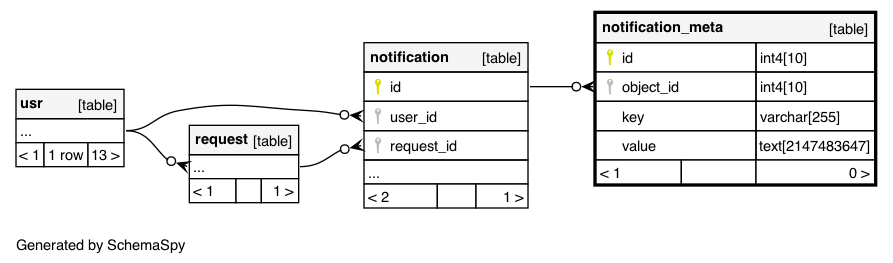 usr [table]
...
< 1 1 row 13 >
request [table]
...
< 1 1 >
notification [table]
id
user_id
request_id
...
< 2 1 >
notification_meta [table]
id int4[10]
object_id int4[10]
key varchar[255]
value text[2147483647]
< 1 0 >
Generated by SchemaSpy